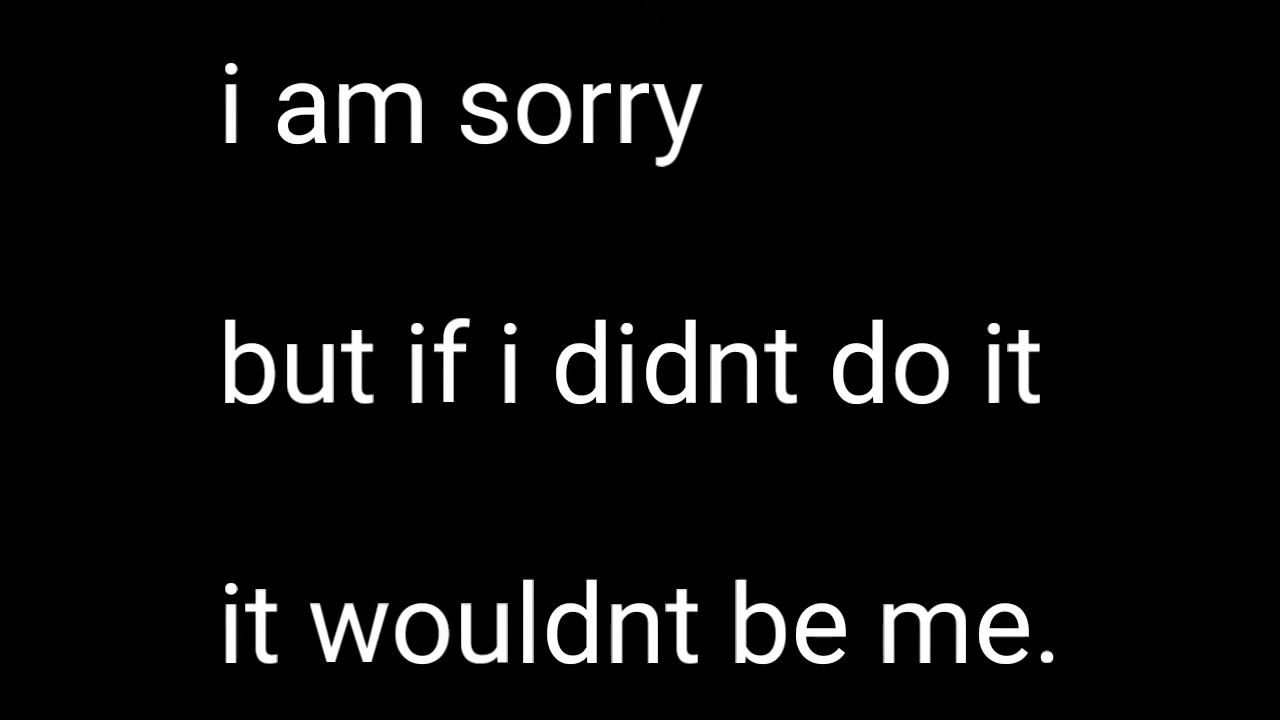 i am sorry
but if i didnt do it
it wouldnt be me.